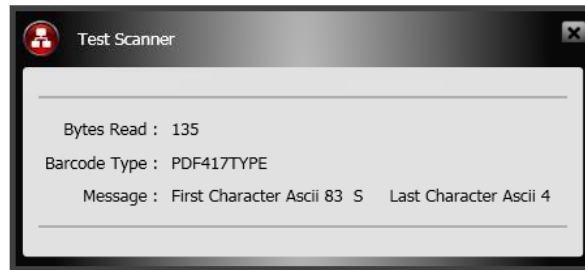 Test Scanner
Bytes Read : 135
Barcode Type : PDF417TYPE
Message : First Character Ascii 83 S Last Character Ascii 4